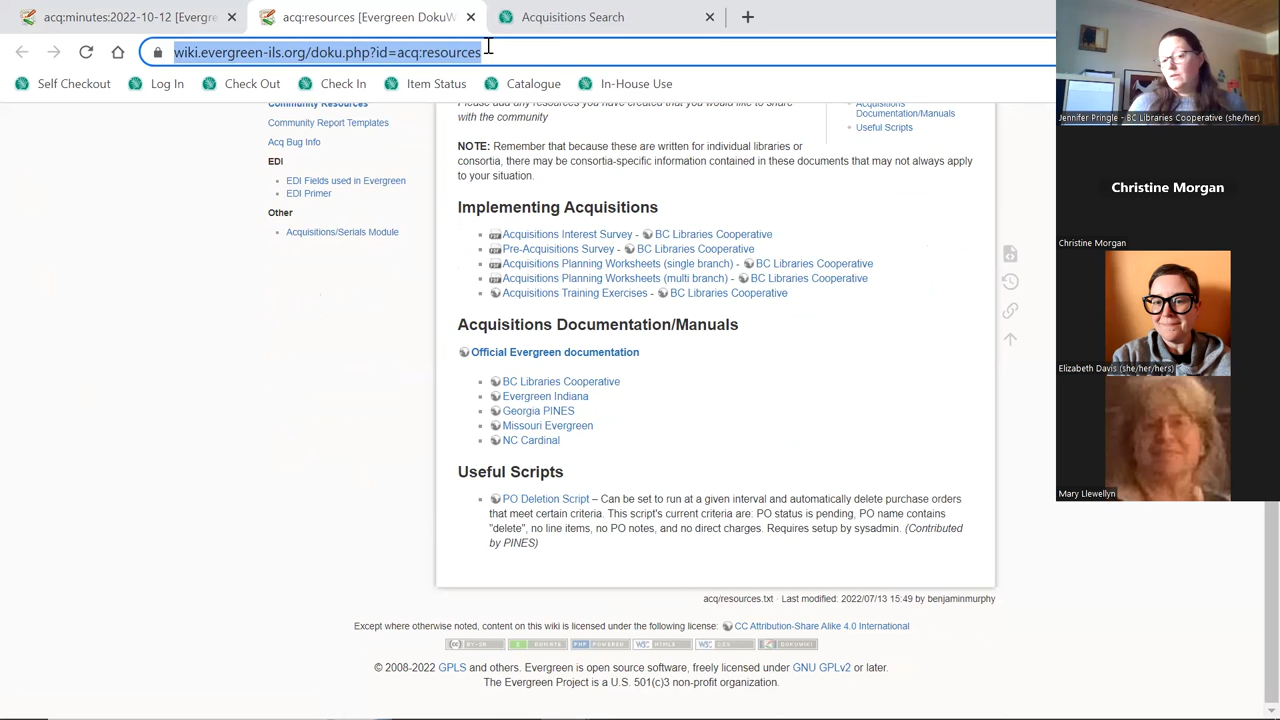 acq:minutes:2022-10-12 [Evergre
acq:resources [Evergreen DokuW
Acquisitions Search
wiki.evergreen-ils.org/doku.php?id=acq:resources
Self Checkout
Log In
Check Out
Check In
Item Status
Catalogue
In-House Use
Community Resources
Community Report Templates
Acq Bug Info
EDI
EDI Fields used in Evergreen
EDI Primer
Other
Acquisitions/Serials Module
Please add any resources you have created that you would like to share
with the community
Acquisitions
Documentation/Manuals
Useful Scripts
NOTE: Remember that because these are written for individual libraries or
consortia, there may be consortia-specific information contained in these documents that may not always apply
to your situation.
Implementing Acquisitions
Acquisitions Interest Survey - BC Libraries Cooperative
Pre-Acquisitions Survey - BC Libraries Cooperative
Acquisitions Planning Worksheets (single branch) - BC Libraries Cooperative
Acquisitions Planning Worksheets (multi branch) - BC Libraries Cooperative
Acquisitions Training Exercises - BC Libraries Cooperative
Acquisitions Documentation/Manuals
Official Evergreen documentation
BC Libraries Cooperative
Evergreen Indiana
Georgia PINES
Missouri Evergreen
NC Cardinal
Useful Scripts
PO Deletion Script – Can be set to run at a given interval and automatically delete purchase orders
that meet certain criteria. This script's current criteria are: PO status is pending, PO name contains
"delete", no line items, no PO notes, and no direct charges. Requires setup by sysadmin. (Contributed
by PINES)
acq/resources.txt · Last modified: 2022/07/13 15:49 by benjaminmurphy
Except where otherwise noted, content on this wiki is licensed under the following license: CC Attribution-Share Alike 4.0 International
© 2008-2022 GPLS and others. Evergreen is open source software, freely licensed under GNU GPLv2 or later.
The Evergreen Project is a U.S. 501(c)3 non-profit organization.
Jennifer Pringle - BC Libraries Cooperative (she/her)
Christine Morgan
Christine Morgan
Elizabeth Davis (she/her/hers)
Mary Llewellyn